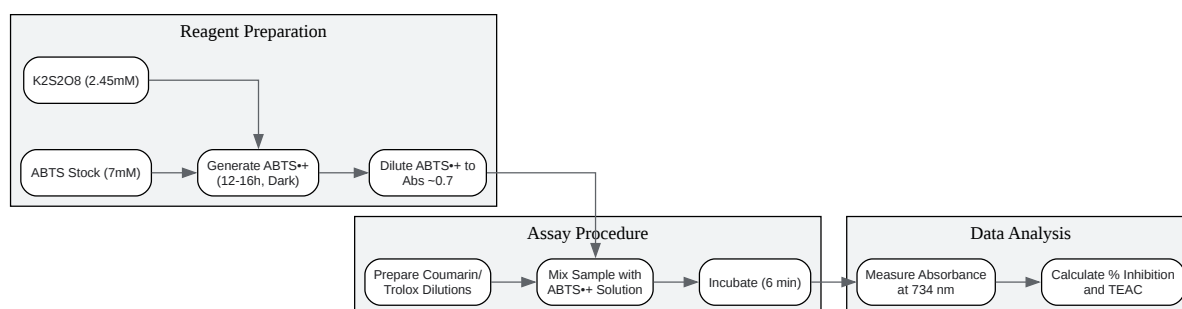 Reagent Preparation
K2S2O8 (2.45mM)
ABTS Stock (7mM)
Generate ABTS•+
(12-16h, Dark)
Dilute ABTS•+ to
Abs ~0.7
Assay Procedure
Prepare Coumarin/
Trolox Dilutions
Mix Sample with
ABTS•+ Solution
Incubate (6 min)
Data Analysis
Measure Absorbance
at 734 nm
Calculate % Inhibition
and TEAC